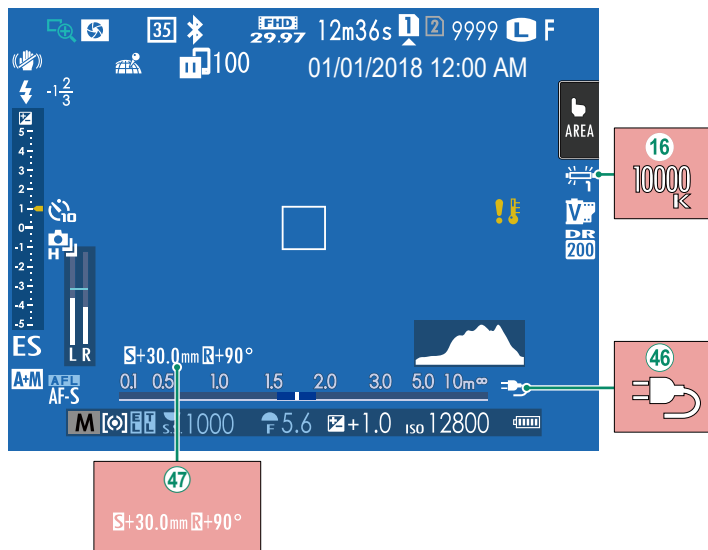 35 FHD 29.97 12m36s 1 2 9999 L F
100 01/01/2018 12:00 AM
-1 2/3
AREA
5
4
3
2
1
0
-1
-2
-3
-4
-5
10
H
L R
ES
A+M AFL
AF-S
1
V
DR
200
16
10000
K
46
S+30.0mm R+90°
0.1 0.5 1.0 1.5 2.0 3.0 5.0 10m ∞
M EL TL S.S. 1000 F 5.6 +1.0 ISO 12800
47
S+30.0mm R+90°